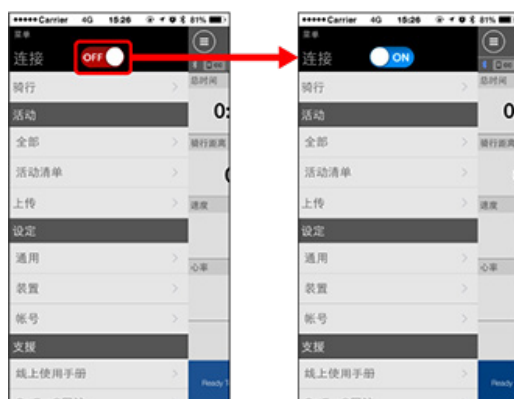 ●●●●● Carrier 4G 15:26 81%
菜单
连接 OFF
骑行
活动
全部
活动清单
上传
设定
通用
装置
帐号
支援
线上使用手册
总时间
0:
骑行距离
速度
心率
Ready T
●●●●● Carrier 4G 15:26 81%
菜单
连接 ON
骑行
活动
全部
活动清单
上传
设定
通用
装置
帐号
支援
线上使用手册
总时间
0
骑行距离
速度
心率
Ready